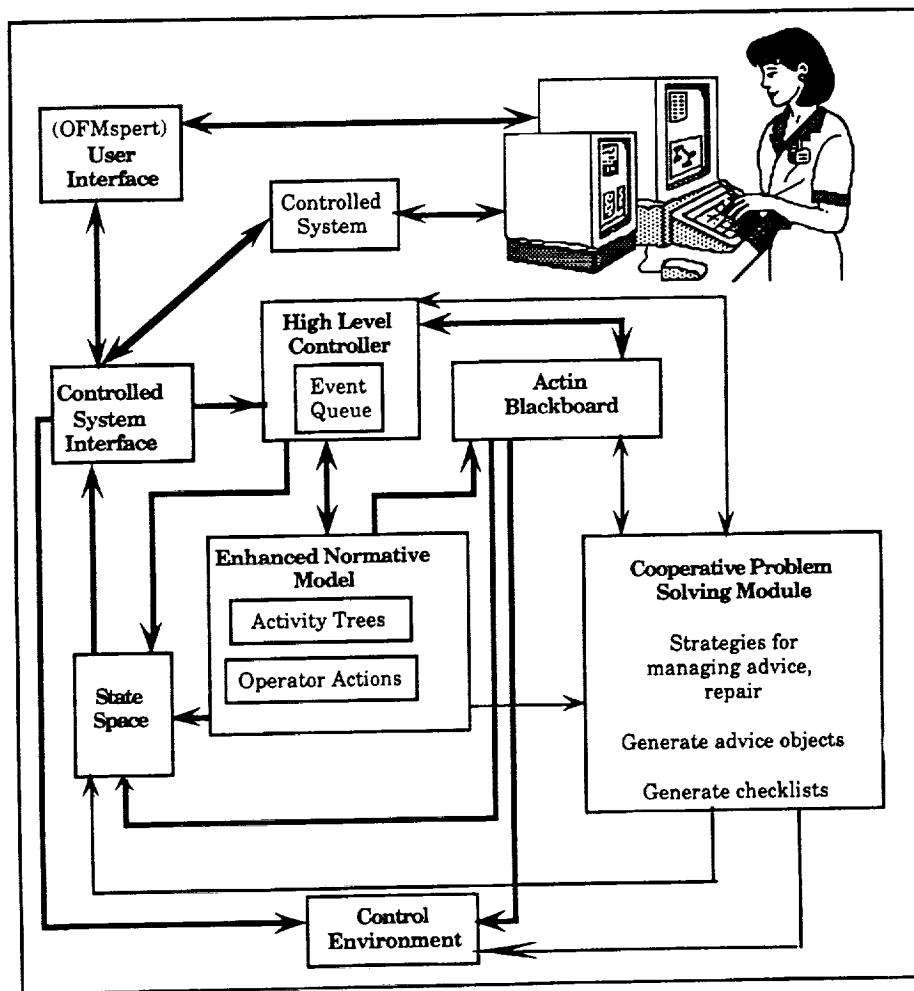 (OFMspert)
User
Interface
Controlled
System
High Level
Controller
Event
Queue
Actin
Blackboard
Controlled
System
Interface
Enhanced Normative
Model
Activity Trees
Operator Actions
State
Space
Cooperative Problem
Solving Module
Strategies for
managing advice,
repair
Generate advice objects
Generate checklists
Control
Environment